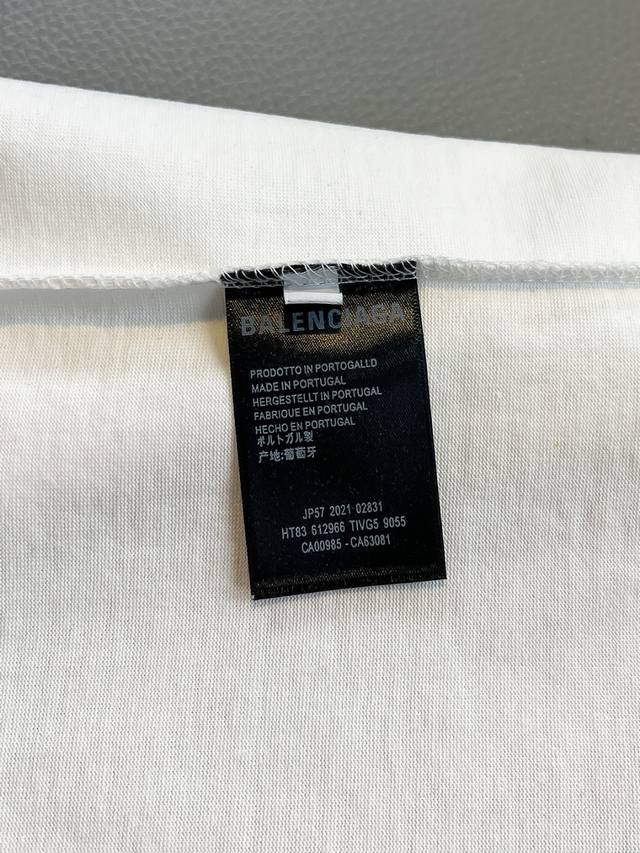 BALENCIAGA
PRODOTTO IN PORTOGALLD
MADE IN PORTUGAL
HERGESTELLT IN PORTUGAL
FABRIQUE EN PORTUGAL
HECHO EN PORTUGAL
ポルトガル製
产地:葡萄牙
JP57 2021 02831
HT83 612966 TIVG5 9055
CA00985 - CA63081